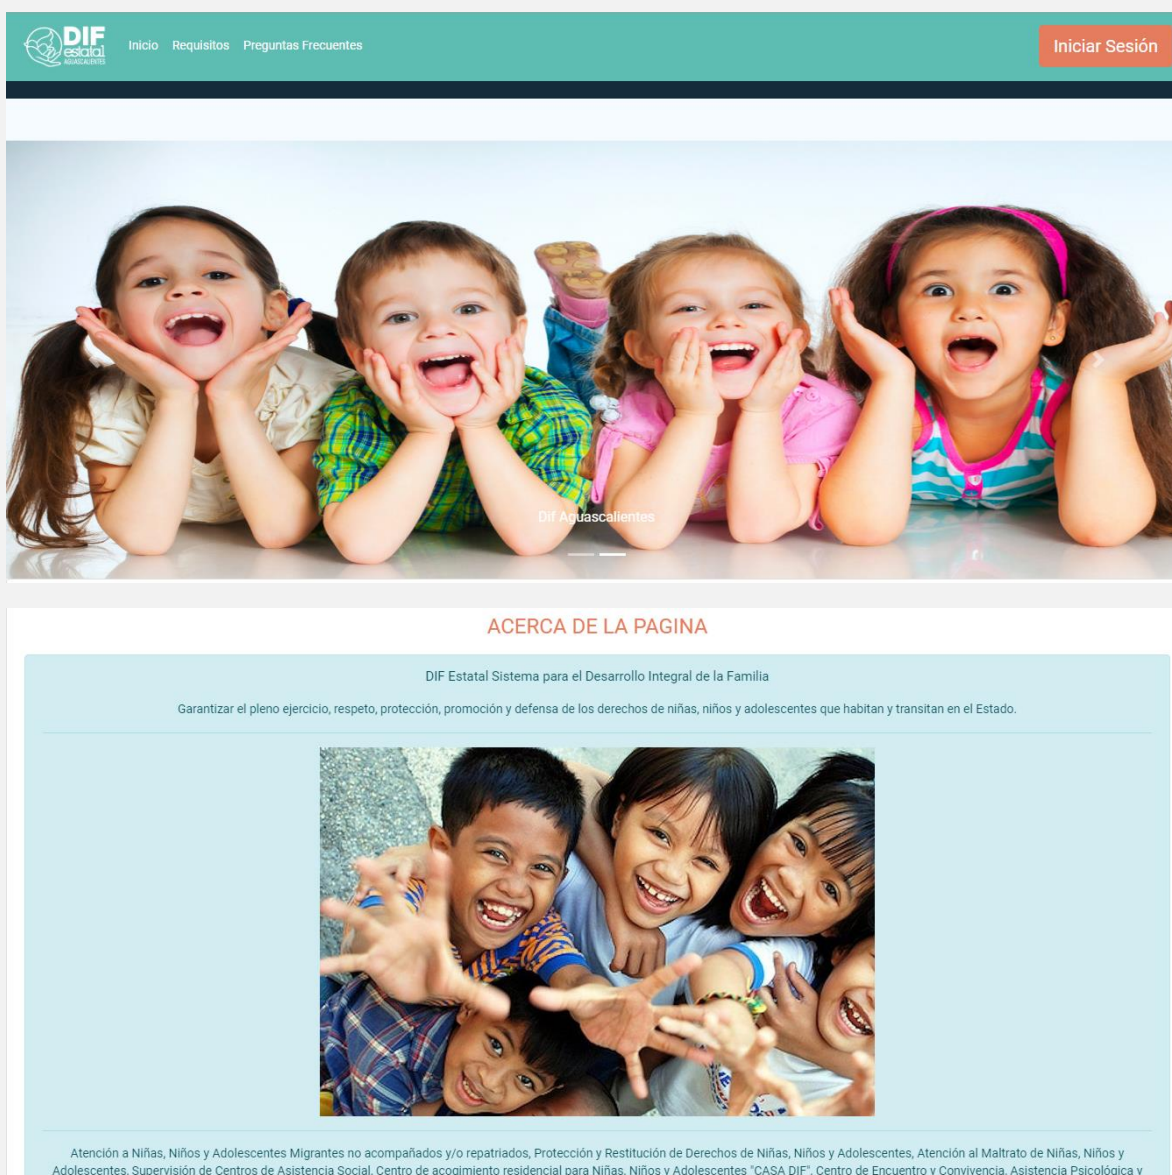 DIF
estatal
AGUASCALIENTES
Inicio Requisitos Preguntas Frecuentes
Iniciar Sesión
Dif Aguascalientes
ACERCA DE LA PAGINA
DIF Estatal Sistema para el Desarrollo Integral de la Familia
Garantizar el pleno ejercicio, respeto, protección, promoción y defensa de los derechos de niñas, niños y adolescentes que habitan y transitan en el Estado.
Atención a Niñas, Niños y Adolescentes Migrantes no acompañados y/o repatriados, Protección y Restitución de Derechos de Niñas, Niños y Adolescentes, Atención al Maltrato de Niñas, Niños y
Adolescentes, Supervisión de Centros de Asistencia Social, Centro de acogimiento residencial para Niñas, Niños y Adolescentes "CASA DIF", Centro de Encuentro y Convivencia, Asistencia Psicológica y